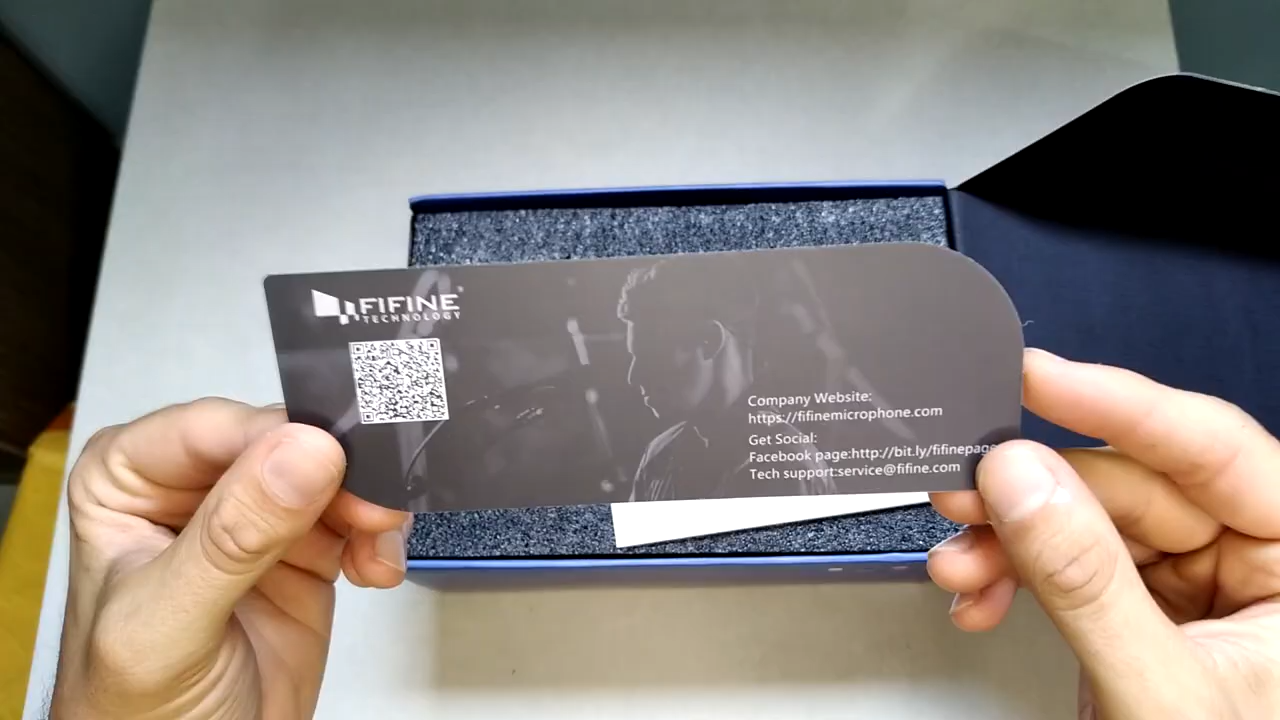 FIFINE
TECHNOLOGY
Company Website:
https://fifinemicrophone.com
Get Social:
Facebook page:http://bit.ly/fifinepage
Tech support:service@fifine.com